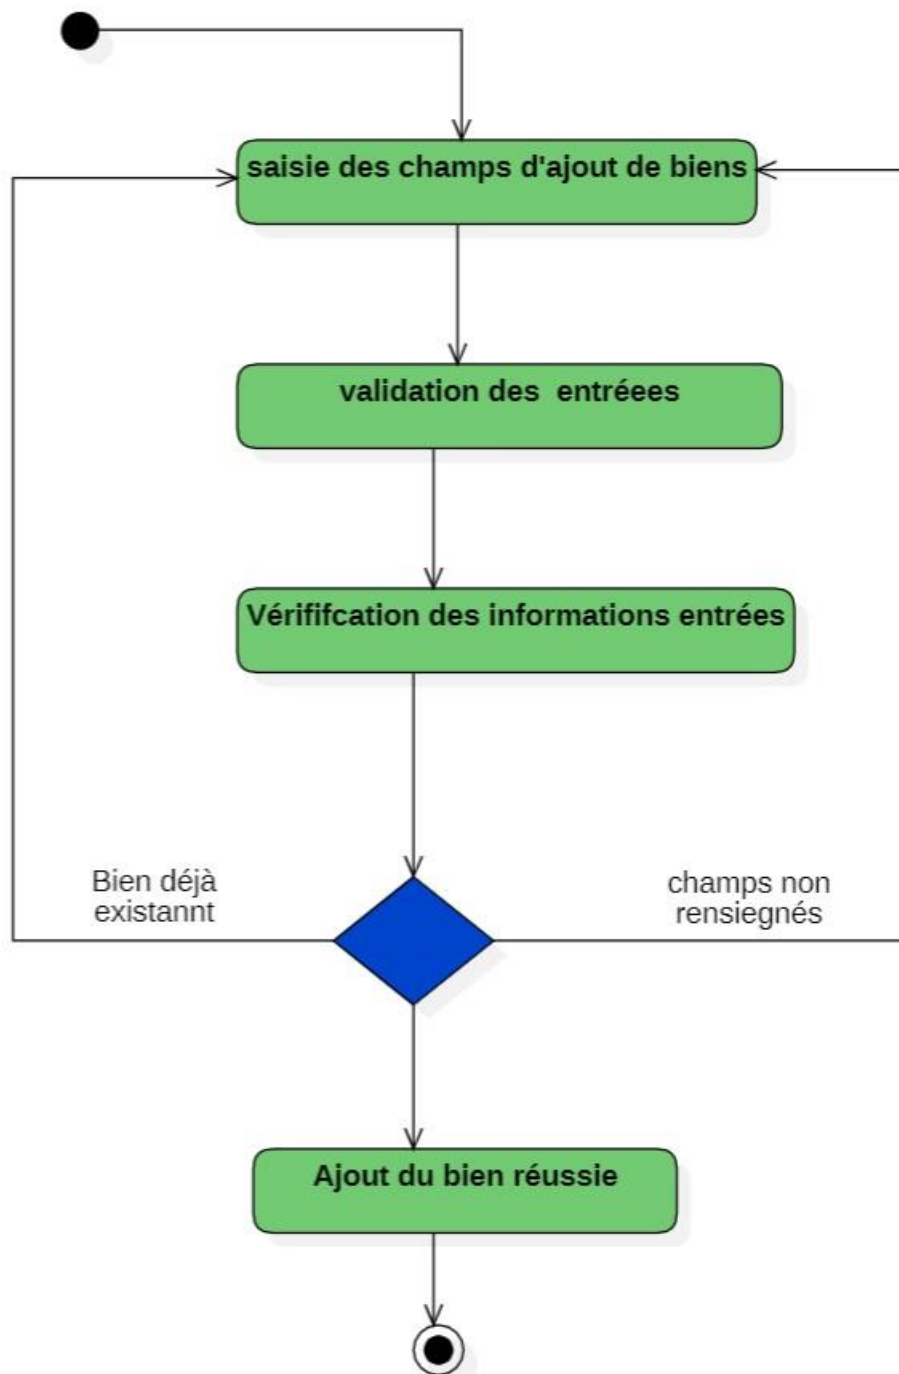 saisie des champs d'ajout de biens
validation des  entréees
Vérififcation des informations entrées
Bien déjà
existannt
champs non
rensiegnés
Ajout du bien réussie